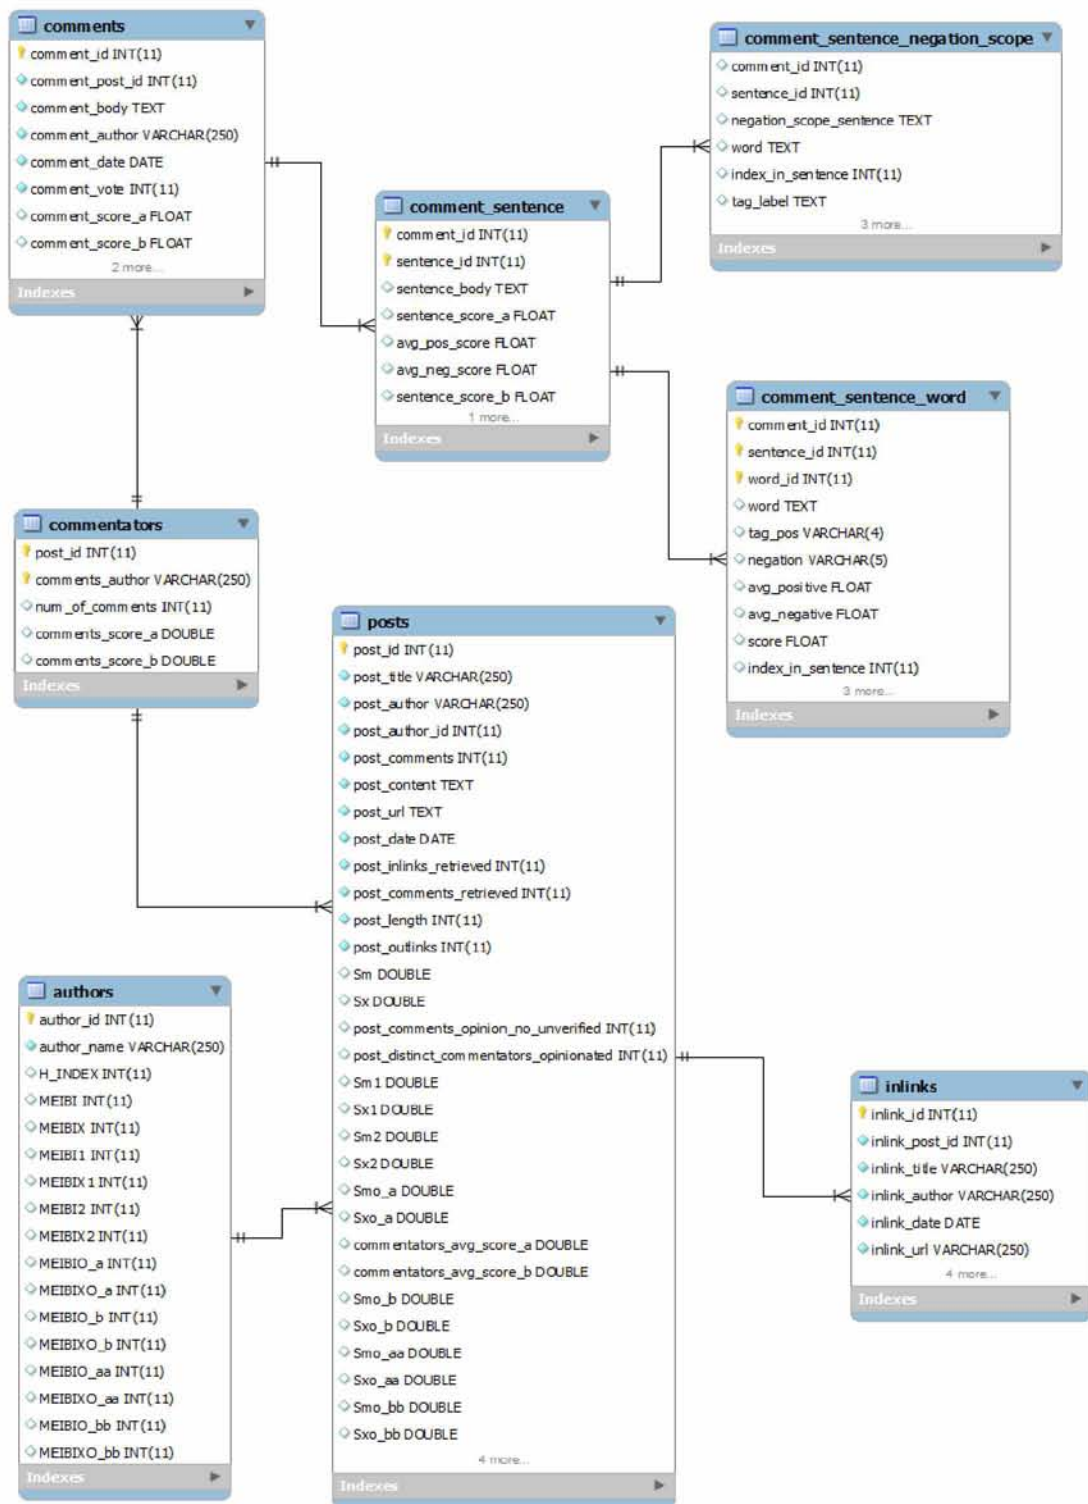 comments
comment_id INT(11)
comment_post_id INT(11)
comment_body TEXT
comment_author VARCHAR(250)
comment_date DATE
comment_vote INT(11)
comment_score_a FLOAT
comment_score_b FLOAT
2 more...
Indexes
comment_sentence_negation_scope
comment_id INT(11)
sentence_id INT(11)
negation_scope_sentence TEXT
word TEXT
index_in_sentence INT(11)
tag_label TEXT
3 more...
Indexes
comment_sentence
comment_id INT(11)
sentence_id INT(11)
sentence_body TEXT
sentence_score_a FLOAT
avg_pos_score FLOAT
avg_neg_score FLOAT
sentence_score_b FLOAT
1 more...
Indexes
comment_sentence_word
comment_id INT(11)
sentence_id INT(11)
word_id INT(11)
word TEXT
tag_pos VARCHAR(4)
negation VARCHAR(5)
avg_positive FLOAT
avg_negative FLOAT
score FLOAT
index_in_sentence INT(11)
3 more...
Indexes
commentators
post_id INT(11)
comments_author VARCHAR(250)
num_of_comments INT(11)
comments_score_a DOUBLE
comments_score_b DOUBLE
Indexes
posts
post_id INT(11)
post_title VARCHAR(250)
post_author VARCHAR(250)
post_author_id INT(11)
post_comments INT(11)
post_content TEXT
post_url TEXT
post_date DATE
post_inlinks_retrieved INT(11)
post_comments_retrieved INT(11)
post_length INT(11)
post_outlinks INT(11)
Sm DOUBLE
Sx DOUBLE
post_comments_opinion_no_unverified INT(11)
post_distinct_commentators_opinionated INT(11)
Sm1 DOUBLE
Sx1 DOUBLE
Sm2 DOUBLE
Sx2 DOUBLE
Smo_a DOUBLE
Sxo_a DOUBLE
commentators_avg_score_a DOUBLE
commentators_avg_score_b DOUBLE
Smo_b DOUBLE
Sxo_b DOUBLE
Smo_aa DOUBLE
Sxo_aa DOUBLE
Smo_bb DOUBLE
Sxo_bb DOUBLE
4 more...
Indexes
authors
author_id INT(11)
author_name VARCHAR(250)
H_INDEX INT(11)
MEIBI INT(11)
MEIBIX INT(11)
MEIBI1 INT(11)
MEIBIX1 INT(11)
MEIBI2 INT(11)
MEIBIX2 INT(11)
MEIBIO_a INT(11)
MEIBIXO_a INT(11)
MEIBIO_b INT(11)
MEIBIXO_b INT(11)
MEIBIO_aa INT(11)
MEIBIXO_aa INT(11)
MEIBIO_bb INT(11)
MEIBIXO_bb INT(11)
Indexes
inlinks
inlink_id INT(11)
inlink_post_id INT(11)
inlink_title VARCHAR(250)
inlink_author VARCHAR(250)
inlink_date DATE
inlink_url VARCHAR(250)
4 more...
Indexes